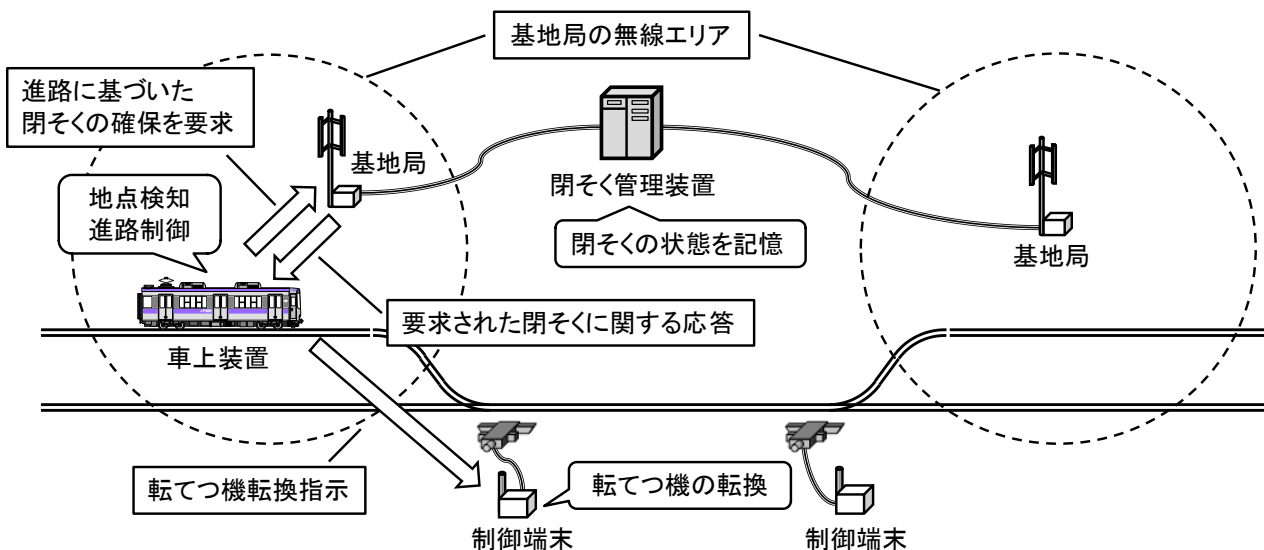 基地局の無線エリア
進路に基づいた
閉そくの確保を要求
基地局
地点検知
進路制御
閉そく管理装置
閉そくの状態を記憶
基地局
要求された閉そくに関する応答
車上装置
転てつ機転換指示
転てつ機の転換
制御端末
制御端末